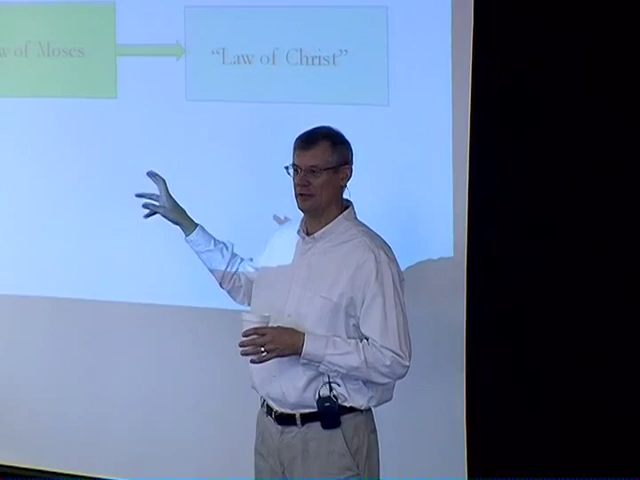 of Moses
“Law of Christ”